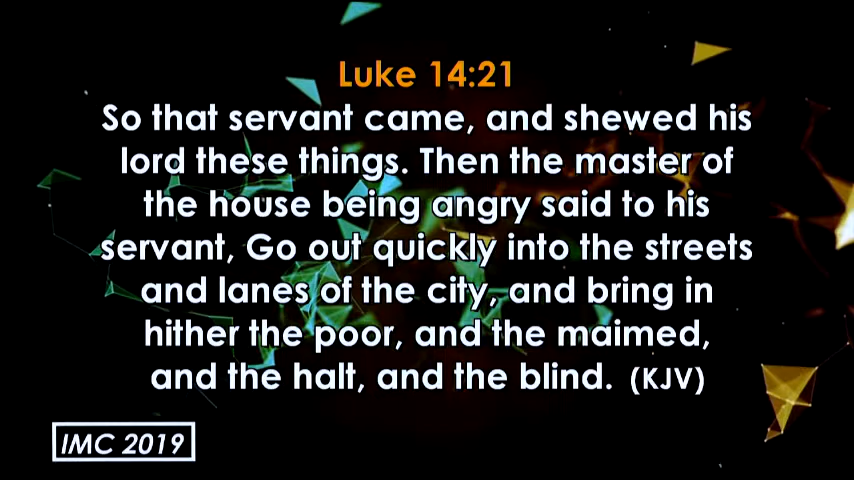 Luke 14:21
So that servant came, and shewed his
lord these things. Then the master of
the house being angry said to his
servant, Go out quickly into the streets
and lanes of the city, and bring in
hither the poor, and the maimed,
and the halt, and the blind. (KJV)
IMC 2019